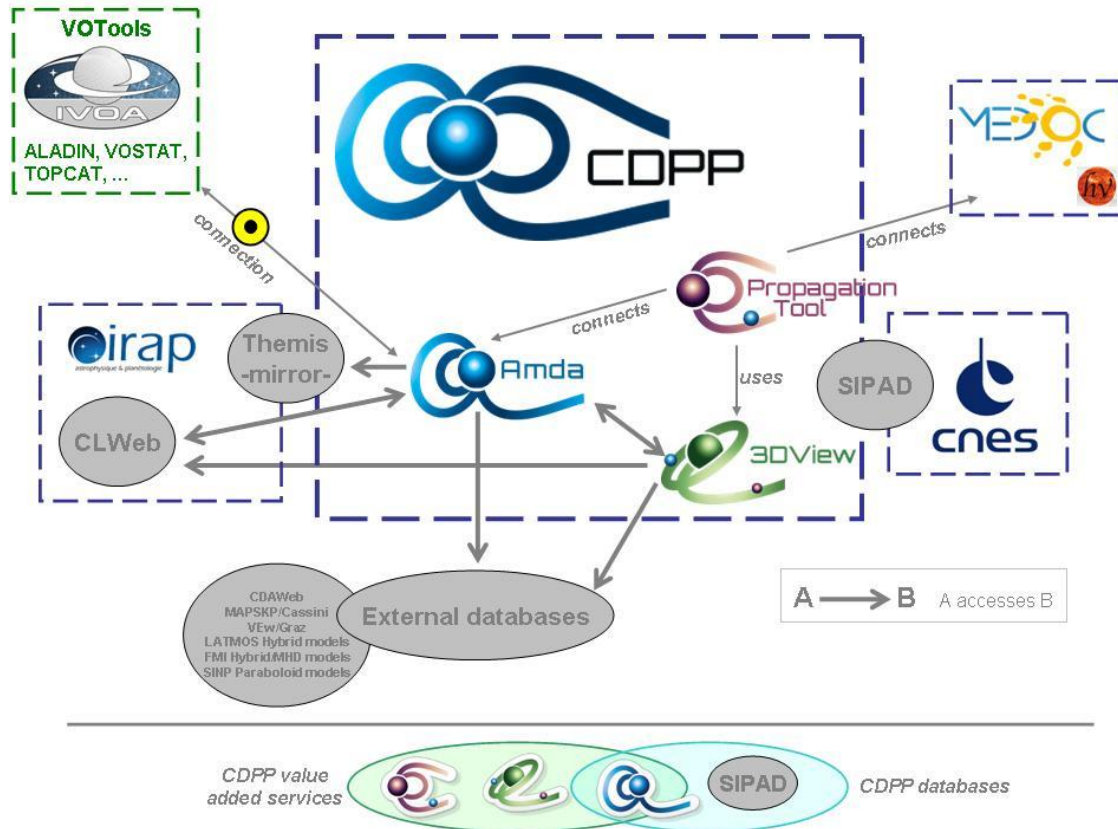 VOTools
IVOA
ALADIN, VOSTAT,
TOPCAT, ...
CDPP
MEDOC
hν
connection
connects
Propagation
Tool
connects
irap
astrophysique & planétologie
Themis
-mirror-
Amda
uses
SIPAD
cnes
CLWeb
3DView
CDAWeb
MAPSKP/Cassini
VEw/Graz
LATMOS Hybrid models
FMI Hybrid/MHD models
SINP Paraboloid models
External databases
A B A accesses B
CDPP value
added services
SIPAD
CDPP databases